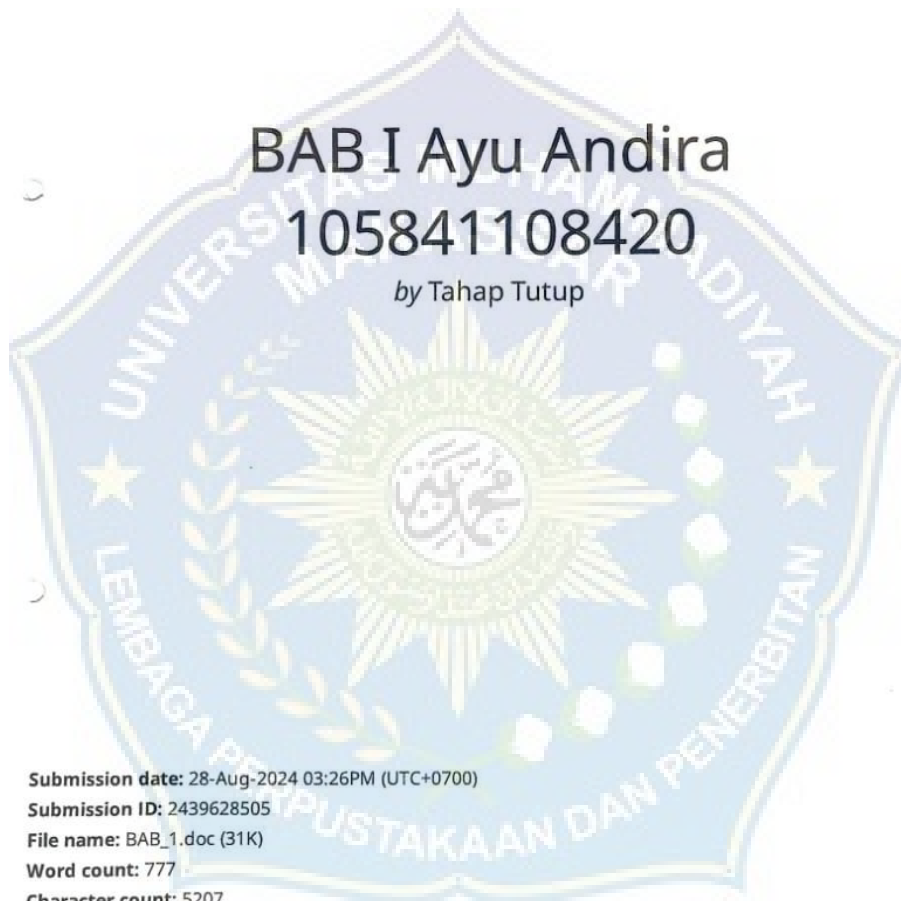 BAB I Ayu Andira
105841108420
by Tahap Tutup
UNIVERSITAS MUHAMMADIYAH
MAKASSAR
محمد
LEMBAGA PERPUSTAKAAN DAN PENERBITAN
Submission date: 28-Aug-2024 03:26PM (UTC+0700)
Submission ID: 2439628505
File name: BAB_1.doc (31K)
Word count: 777
Character count: 5207